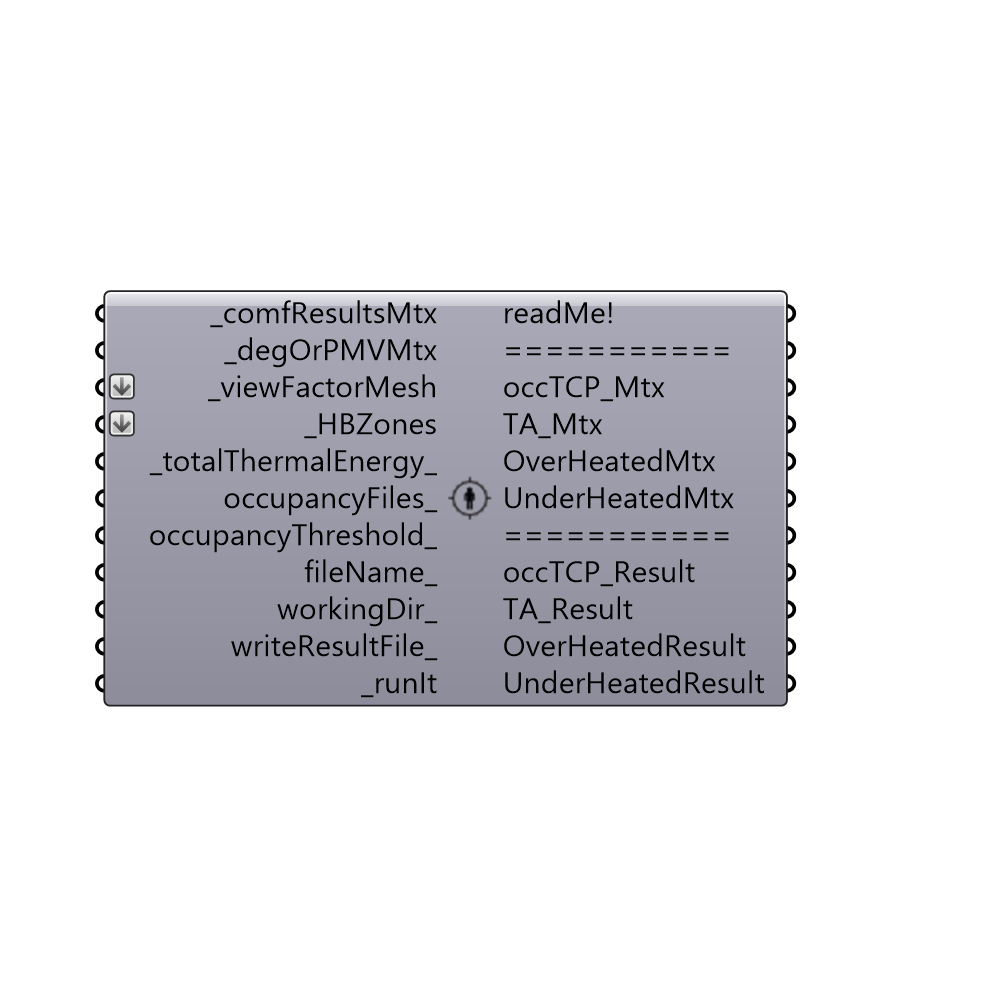 _comfResultsMtx readMe!
_degOrPMVMtx ===========
_viewFactorMesh occTCP_Mtx
_HBZones TA_Mtx
_totalThermalEnergy_ OverHeatedMtx
occupancyFiles_ UnderHeatedMtx
occupancyThreshold_ ===========
fileName_ occTCP_Result
workingDir_ TA_Result
writeResultFile_ OverHeatedResult
_runIt UnderHeatedResult